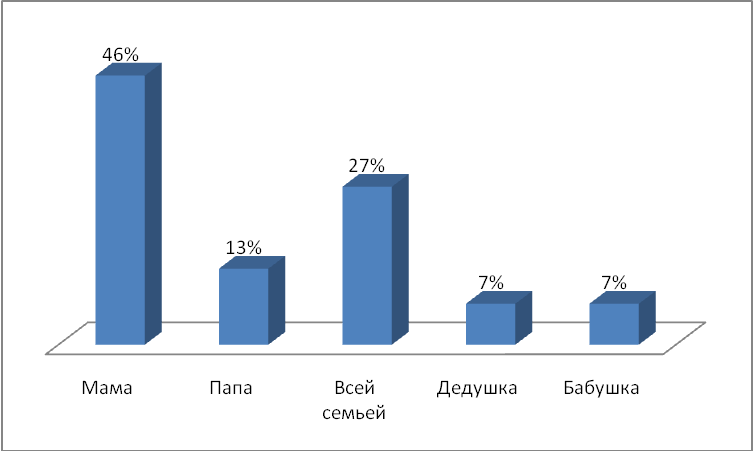 46%
13%
27%
7%
7%
Мама
Папа
Всей
семьей
Дедушка
Бабушка